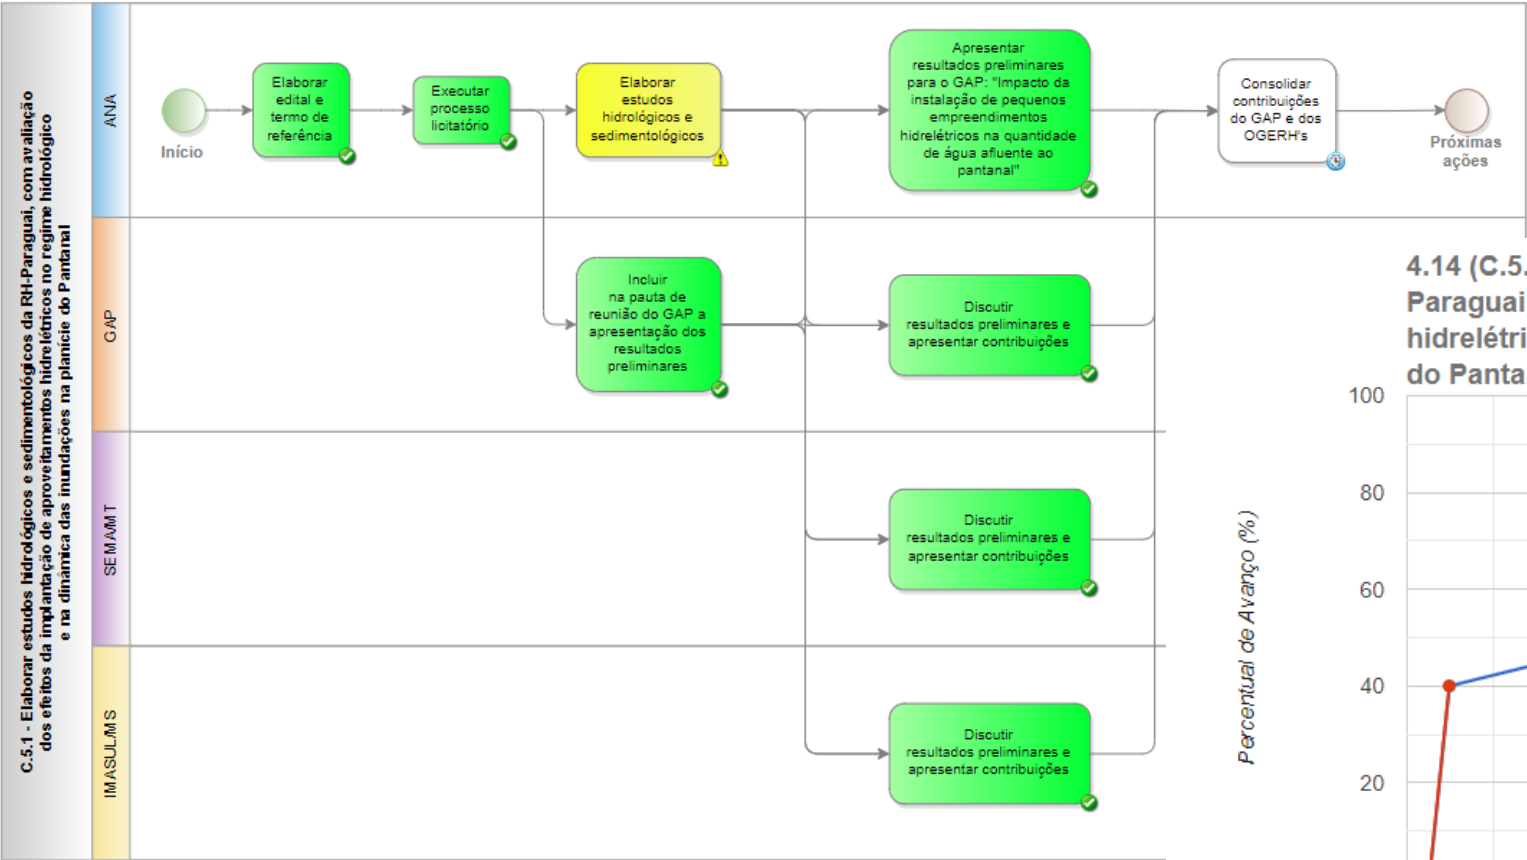 C.5.1 - Elaborar estudos hidrológicos e sedimentológicos da RH-Paraguai, com avaliação
dos efeitos da implantação de aproveitamentos hidrelétricos no regime hidrológico
e na dinâmica das inundações na planície do Pantanal
ANA
Início
Elaborar
edital e
termo de
referência
Executar
processo
licitatório
Elaborar
estudos
hidrológicos e
sedimentológicos
Apresentar
resultados preliminares
para o GAP: "Impacto da
instalação de pequenos
empreendimentos
hidrelétricos na quantidade
de água afluente ao
pantanal"
Consolidar
contribuições
do GAP e dos
OGERH's
Próximas
ações
GAP
Incluir
na pauta de
reunião do GAP a
apresentação dos
resultados
preliminares
Discutir
resultados preliminares e
apresentar contribuições
SEMA/MT
Discutir
resultados preliminares e
apresentar contribuições
IMASUL/MS
Discutir
resultados preliminares e
apresentar contribuições
4.14 (C.5.
Paraguai
hidrelétri
do Panta
Percentual de Avanço (%)
100
80
60
40
20